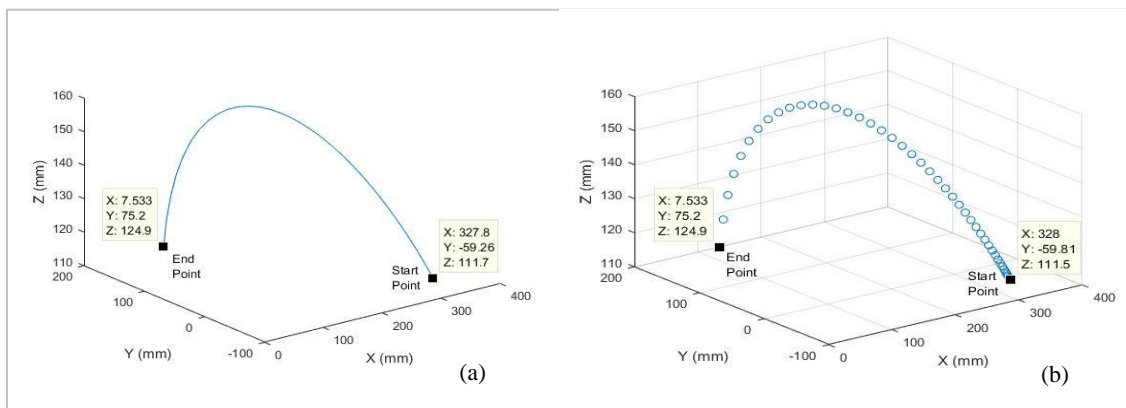 160
150
140
130
120
110
Z (mm)
X: 7.533
Y: 75.2
Z: 124.9
End
Point
X: 327.8
Y: -59.26
Z: 111.7
Start
Point
200
100
0
-100
Y (mm)
0
100
200
300
400
X (mm)
(a)
160
150
140
130
120
110
Z (mm)
X: 7.533
Y: 75.2
Z: 124.9
End
Point
X: 328
Y: -59.81
Z: 111.5
Start
Point
200
100
0
-100
Y (mm)
0
100
200
300
400
X (mm)
(b)